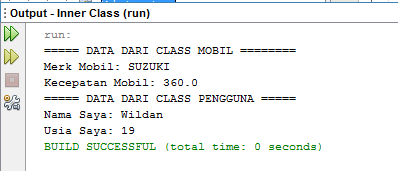 Output - Inner Class (run)
run:
===== DATA DARI CLASS MOBIL ========
Merk Mobil: SUZUKI
Kecepatan Mobil: 360.0
===== DATA DARI CLASS PENGGUNA =====
Nama Saya: Wildan
Usia Saya: 19
BUILD SUCCESSFUL (total time: 0 seconds)